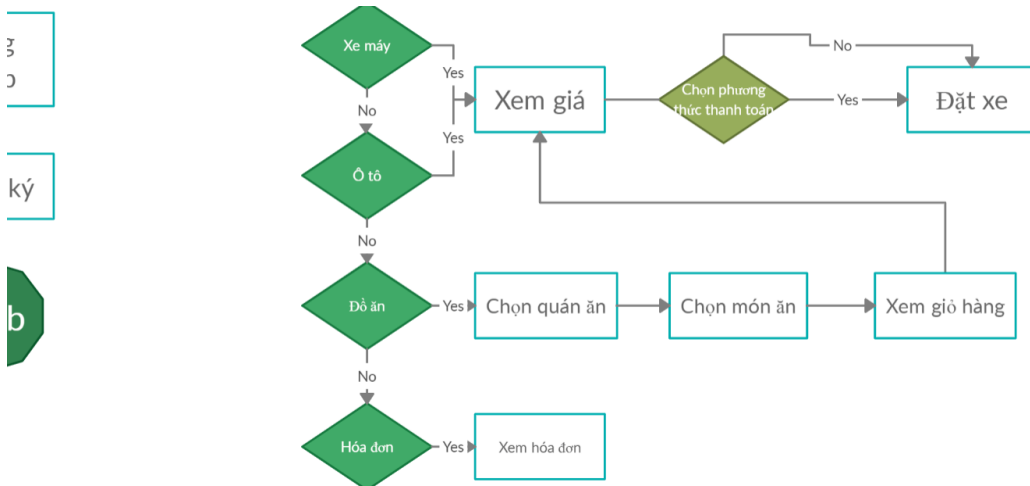 g
ký
b
Xe máy
Yes
No
Yes
Ô tô
No
Đồ ăn
Yes
No
Hóa đơn
Yes
Xem hóa đơn
Xem giá
Chọn phương
thức thanh toán
No
Yes
Đặt xe
Chọn quán ăn
Chọn món ăn
Xem giỏ hàng